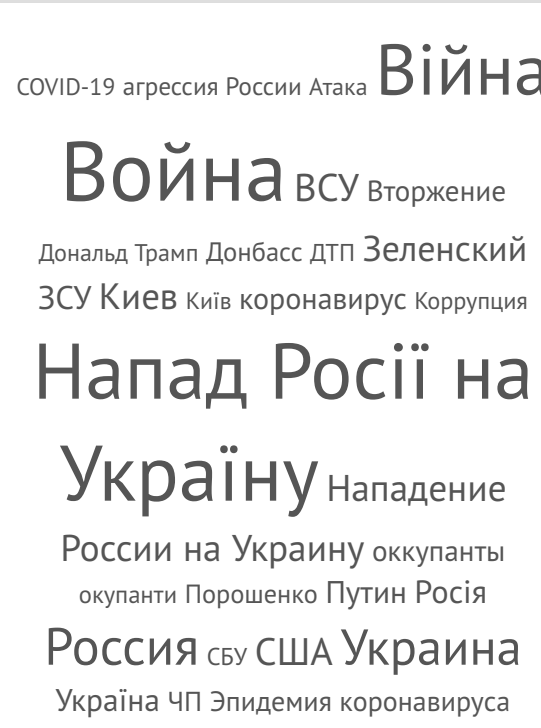 COVID-19 агрессия России Атака Війна
Война ВСУ Вторжение
Дональд Трамп Донбасс ДТП Зеленский
ЗСУ Киев Київ коронавирус Коррупция
Напад Росії на
Україну Нападение
России на Украину оккупанты
окупанти Порошенко Путин Росія
Россия СБУ США Украина
Україна ЧП Эпидемия коронавируса